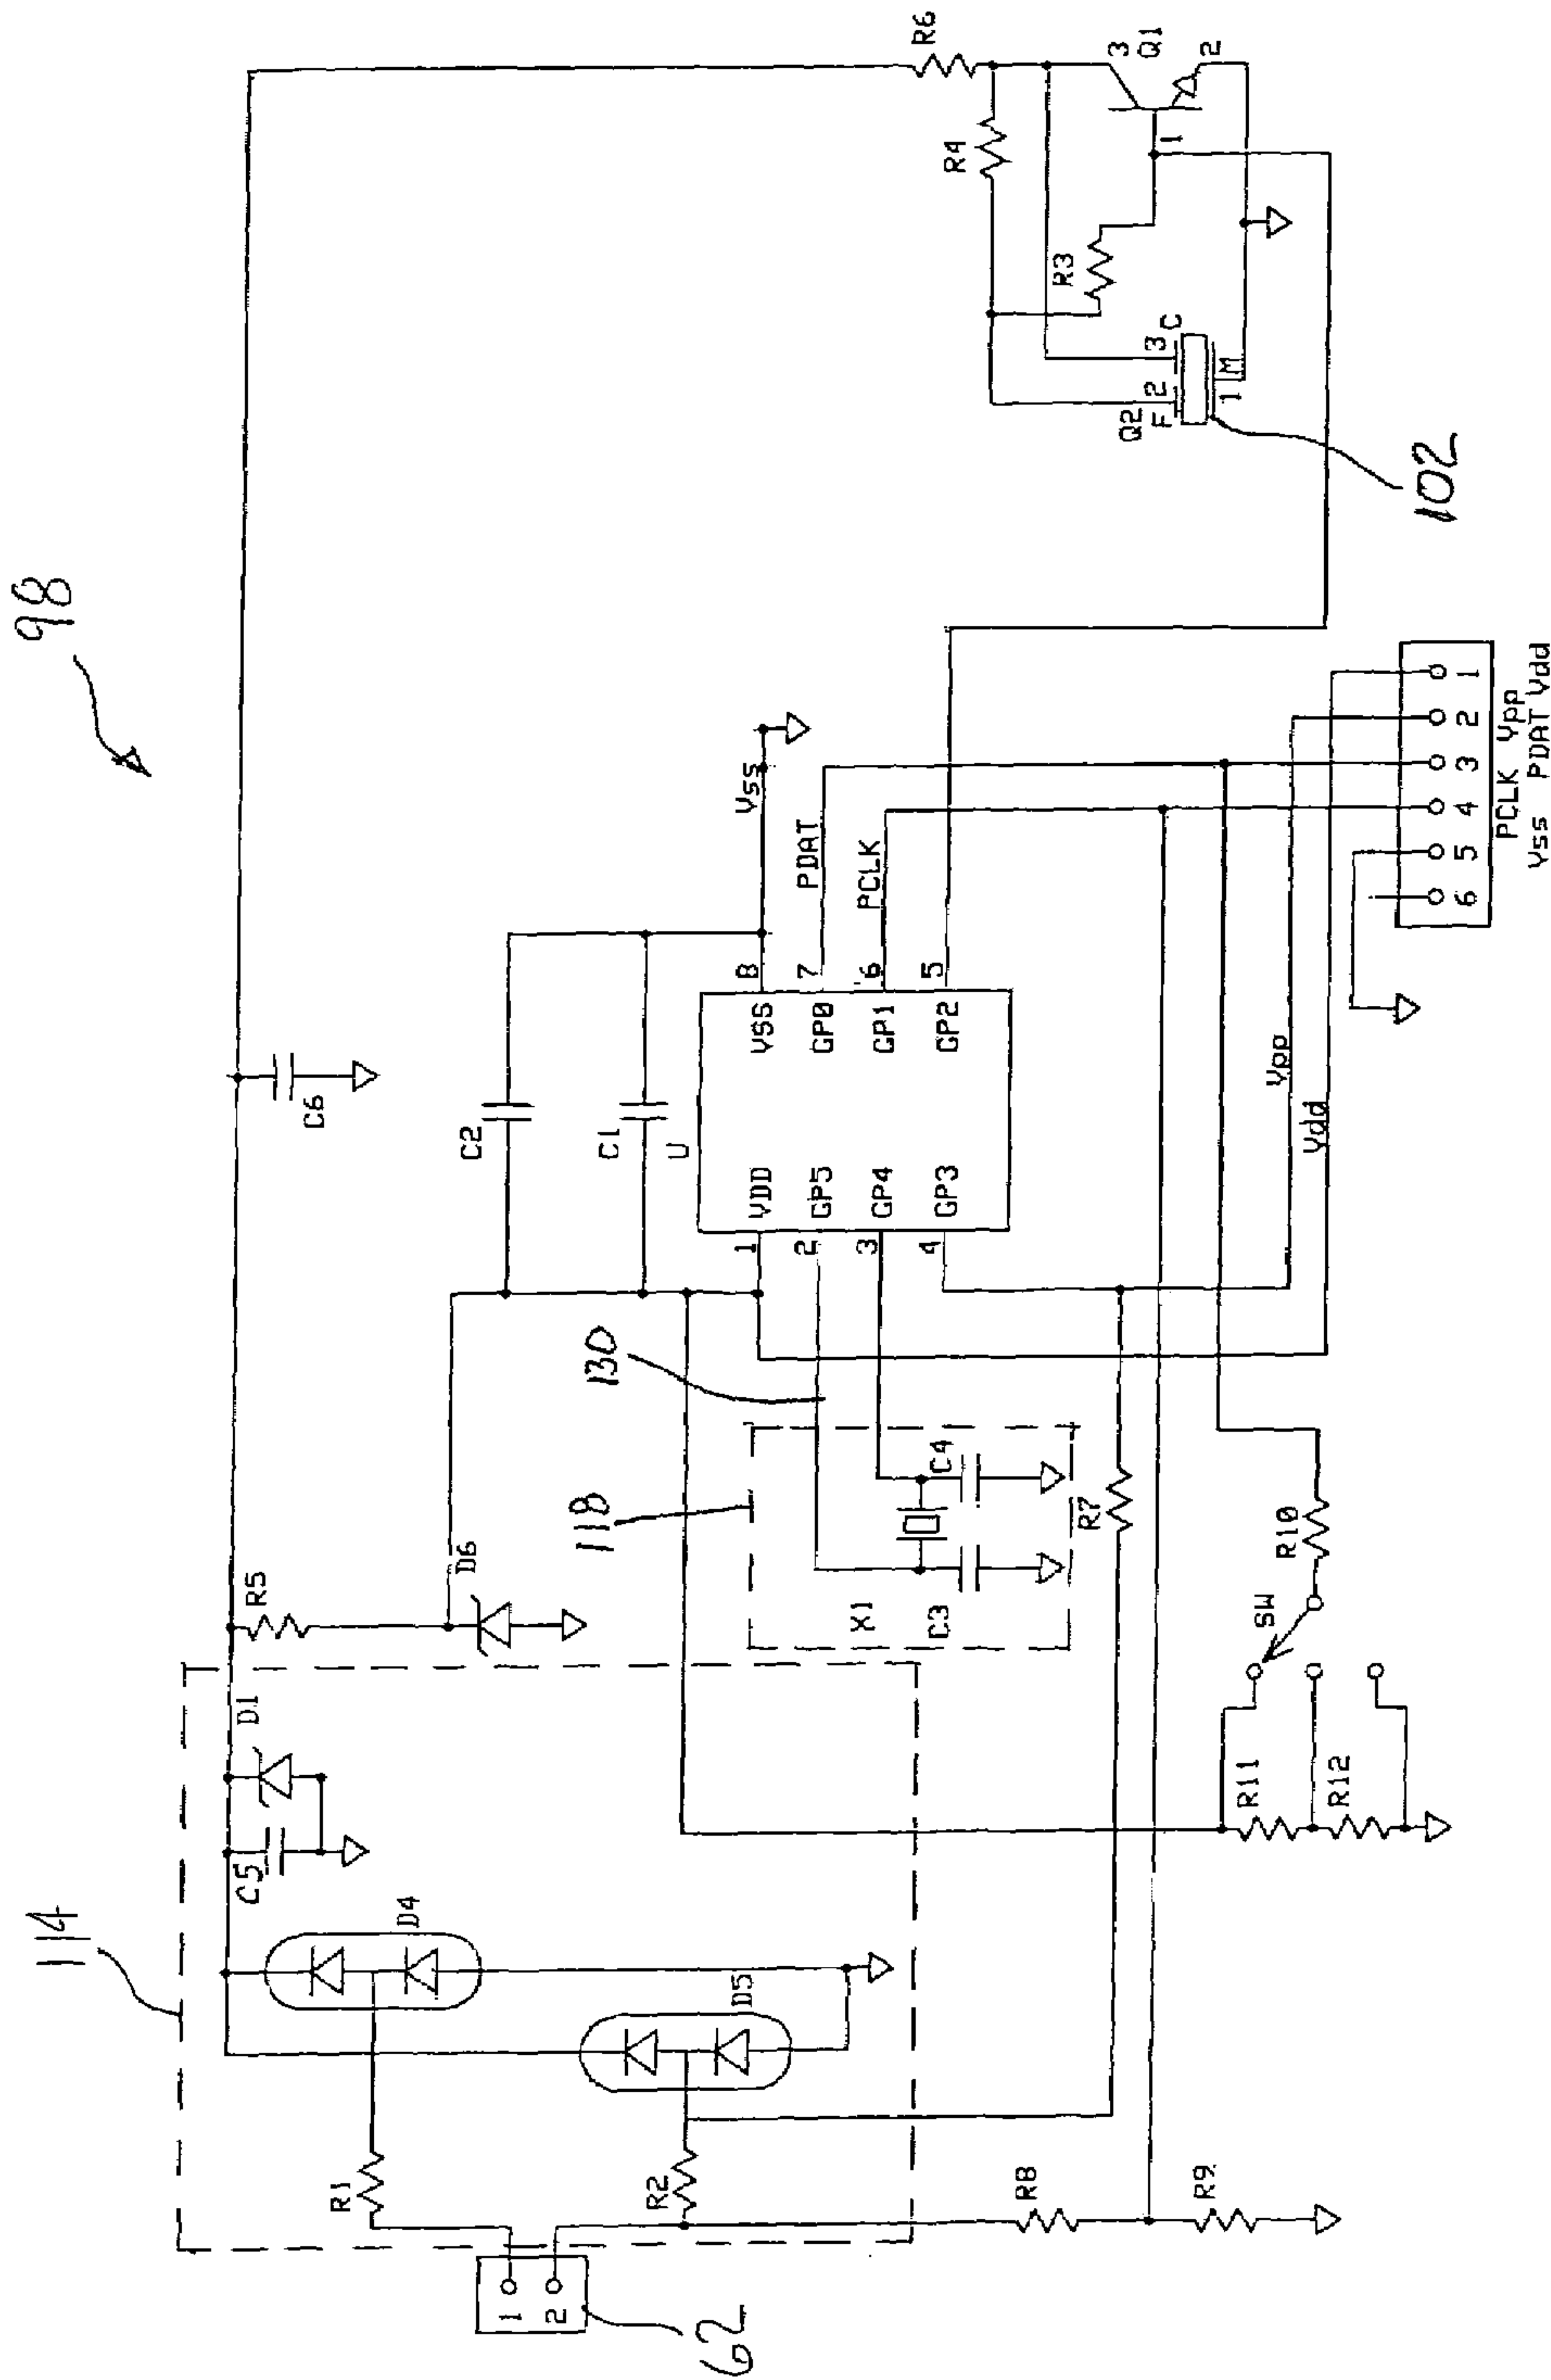 98
114
62
1
2
R1
R2
D4
D5
C5
D1
R5
D6
C6
C2
C1
U
118
130
X1
C3
C4
R7
R8
R9
R11
R12
SW
R10
1 VDD
2 GP5
3 GP4
4 GP3
VSS 8
GP0 7
GP1 6
GP2 5
Vss
PDAT
PCLK
Vpp
Vdd
6 5 4 3 2 1
PCLK Vpp
Vss PDAT Vdd
R6
R4
R3
Q1
3
1
2
Q2
F 2 3 C
1 M
102